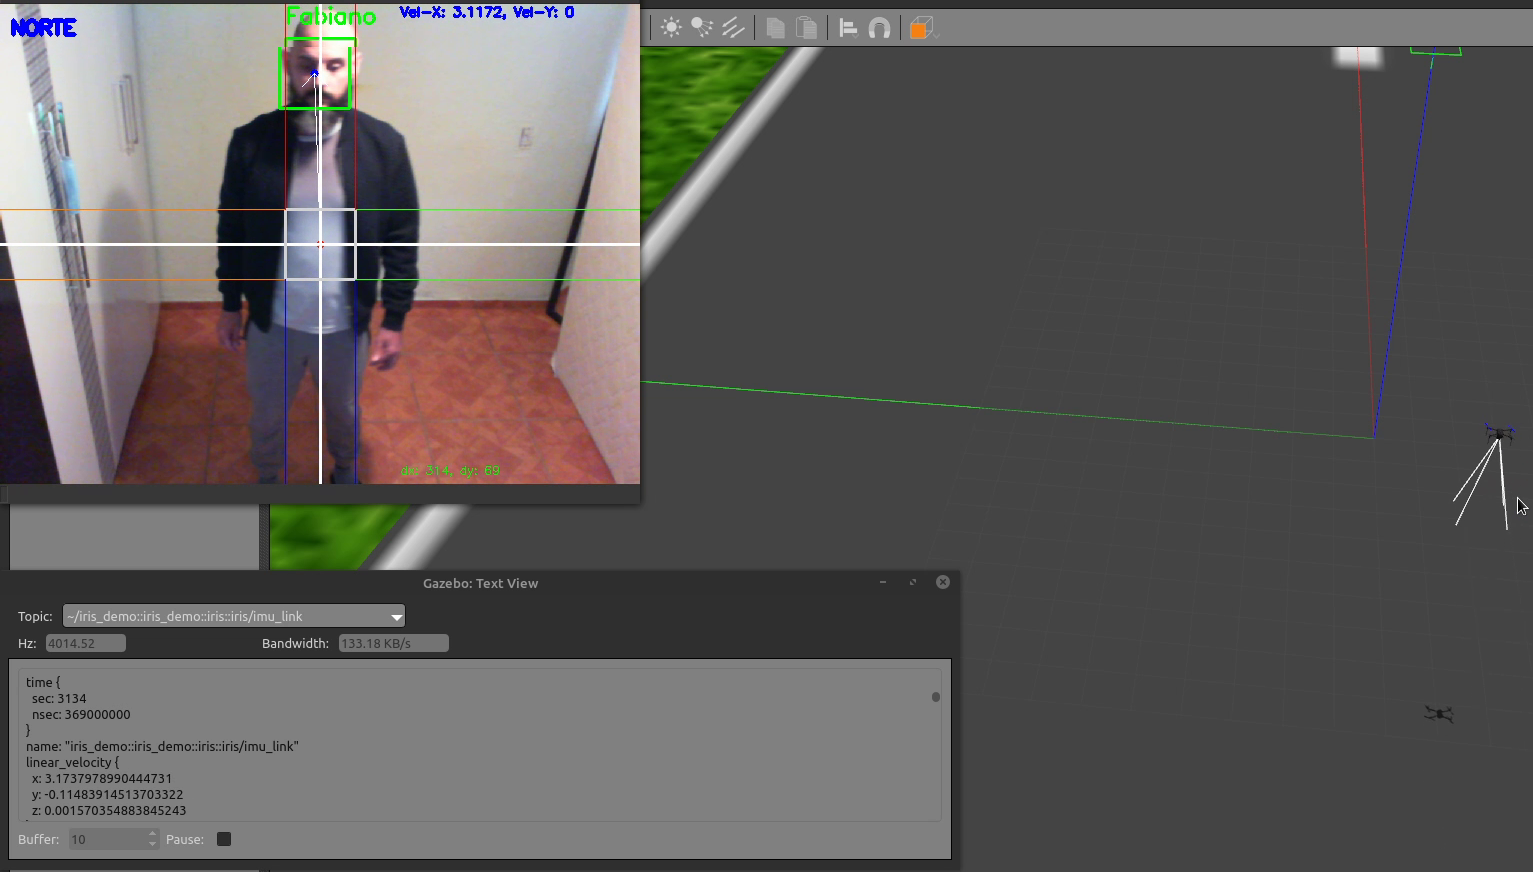 Fabiano
Vel-X: 3.1172, Vel-Y: 0
NORTE
dx: 314, dy: 69
Gazebo: Text View
Topic: ~/iris_demo::iris_demo::iris::iris/imu_link
Hz: 4014.52 Bandwidth: 133.18 KB/s
time {
sec: 3134
nsec: 369000000
}
name: "iris_demo::iris_demo::iris::iris/imu_link"
linear_velocity {
x: 3.1737978990444731
y: -0.11483914513703322
z: 0.001570354883845243
Buffer: 10 Pause: